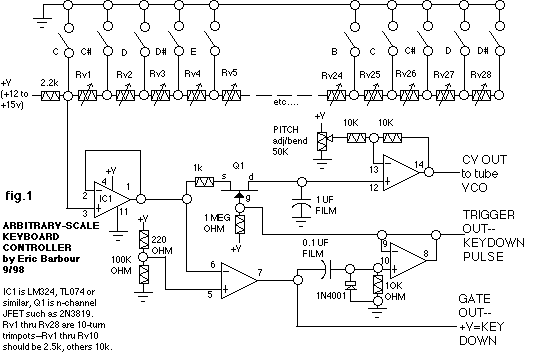 C C# D D# E B C C# D D#
+V
(+12 to
+15v)
2.2k Rv1 Rv2 Rv3 Rv4 Rv5 Rv24 Rv25 Rv26 Rv27 Rv28
etc....
+V
PITCH
adj/bend
50K
10K 10K
13
12
14
CV OUT
to tube
VCO
fig.1
+V
4
2
3
IC1
1
11
1k
Q1
s d
g
1 MEG
OHM
+V
1 UF
FILM
ARBITRARY-SCALE
KEYBOARD
CONTROLLER
by Eric Barbour
9/98
+V
220
OHM
100K
OHM
6
5
7
0.1 UF
FILM
1N4001
9
10
8
10K
OHM
TRIGGER
OUT--
KEYDOWN
PULSE
GATE
OUT--
+V=KEY
DOWN
IC1 is LM324, TL074 or
similar, Q1 is n-channel
JFET such as 2N3819.
Rv1 thru Rv28 are 10-turn
trimpots--Rv1 thru Rv10
should be 2.5k, others 10k.